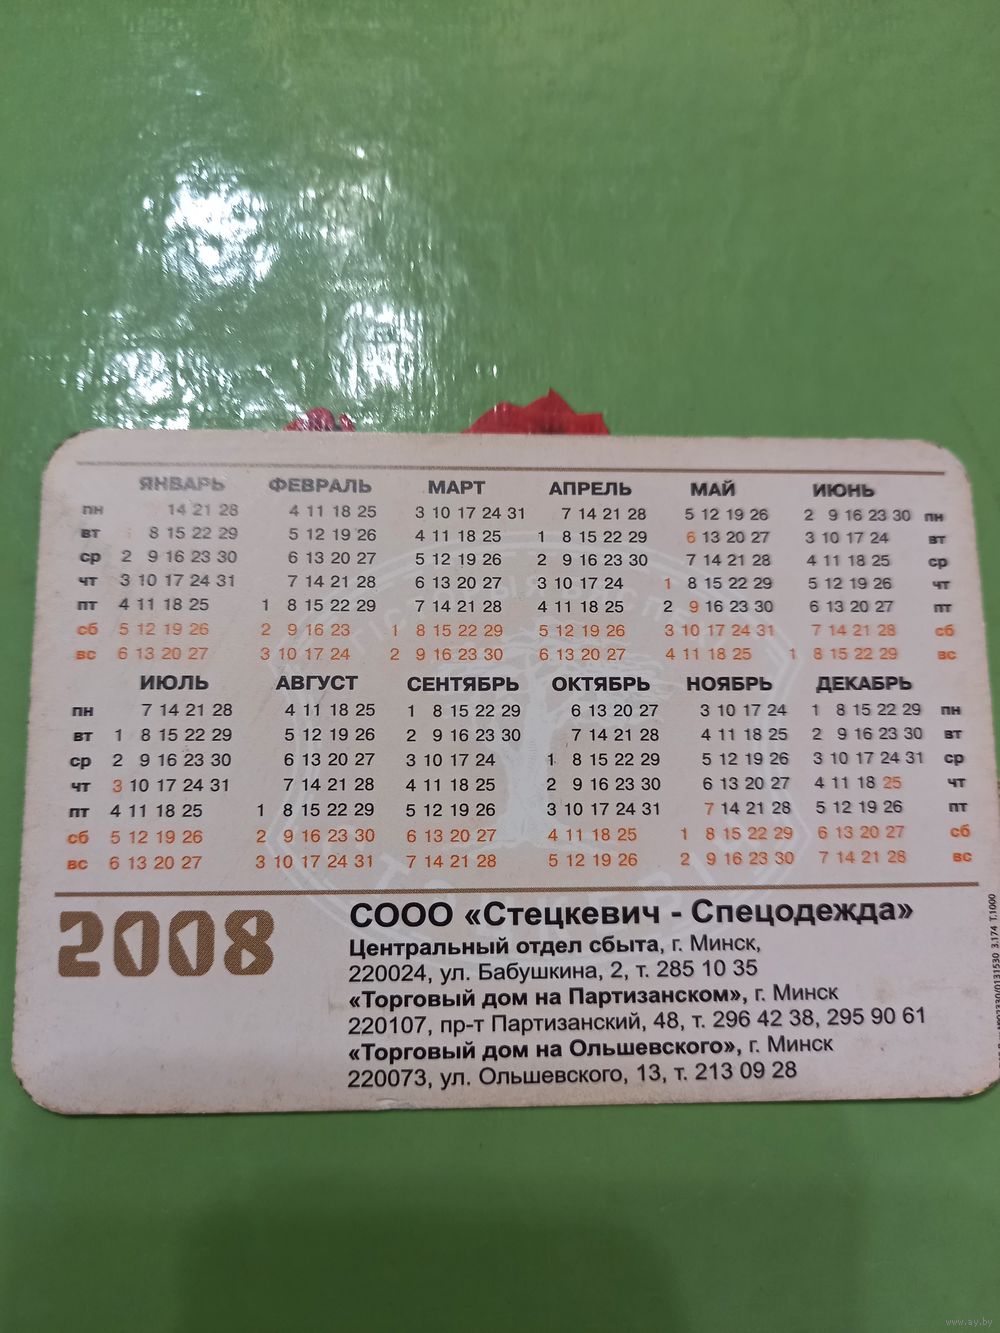 ЯНВАРЬ ФЕВРАЛЬ МАРТ АПРЕЛЬ МАЙ ИЮНЬ
пн 14 21 28 4 11 18 25 3 10 17 24 31 7 14 21 28 5 12 19 26 2 9 16 23 30 пн
вт 8 15 22 29 5 12 19 26 4 11 18 25 1 8 15 22 29 6 13 20 27 3 10 17 24 вт
ср 2 9 16 23 30 6 13 20 27 5 12 19 26 2 9 16 23 30 7 14 21 28 4 11 18 25 ср
чт 3 10 17 24 31 7 14 21 28 6 13 20 27 3 10 17 24 1 8 15 22 29 5 12 19 26 чт
пт 4 11 18 25 1 8 15 22 29 7 14 21 28 4 11 18 25 2 9 16 23 30 6 13 20 27 пт
сб 5 12 19 26 2 9 16 23 1 8 15 22 29 5 12 19 26 3 10 17 24 31 7 14 21 28 сб
вс 6 13 20 27 3 10 17 24 2 9 16 23 30 6 13 20 27 4 11 18 25 1 8 15 22 29 вс
ИЮЛЬ АВГУСТ СЕНТЯБРЬ ОКТЯБРЬ НОЯБРЬ ДЕКАБРЬ
пн 7 14 21 28 4 11 18 25 1 8 15 22 29 6 13 20 27 3 10 17 24 1 8 15 22 29 пн
вт 1 8 15 22 29 5 12 19 26 2 9 16 23 30 7 14 21 28 4 11 18 25 2 9 16 23 30 вт
ср 2 9 16 23 30 6 13 20 27 3 10 17 24 1 8 15 22 29 5 12 19 26 3 10 17 24 31 ср
чт 3 10 17 24 31 7 14 21 28 4 11 18 25 2 9 16 23 30 6 13 20 27 4 11 18 25 чт
пт 4 11 18 25 1 8 15 22 29 5 12 19 26 3 10 17 24 31 7 14 21 28 5 12 19 26 пт
сб 5 12 19 26 2 9 16 23 30 6 13 20 27 4 11 18 25 1 8 15 22 29 6 13 20 27 сб
вс 6 13 20 27 3 10 17 24 31 7 14 21 28 5 12 19 26 2 9 16 23 30 7 14 21 28 вс
2008
СООО «Стецкевич - Спецодежда»
Центральный отдел сбыта, г. Минск,
220024, ул. Бабушкина, 2, т. 285 10 35
«Торговый дом на Партизанском», г. Минск
220107, пр-т Партизанский, 48, т. 296 42 38, 295 90 61
«Торговый дом на Ольшевского», г. Минск
220073, ул. Ольшевского, 13, т. 213 09 28
З.174 Т.1000
www.ay.by